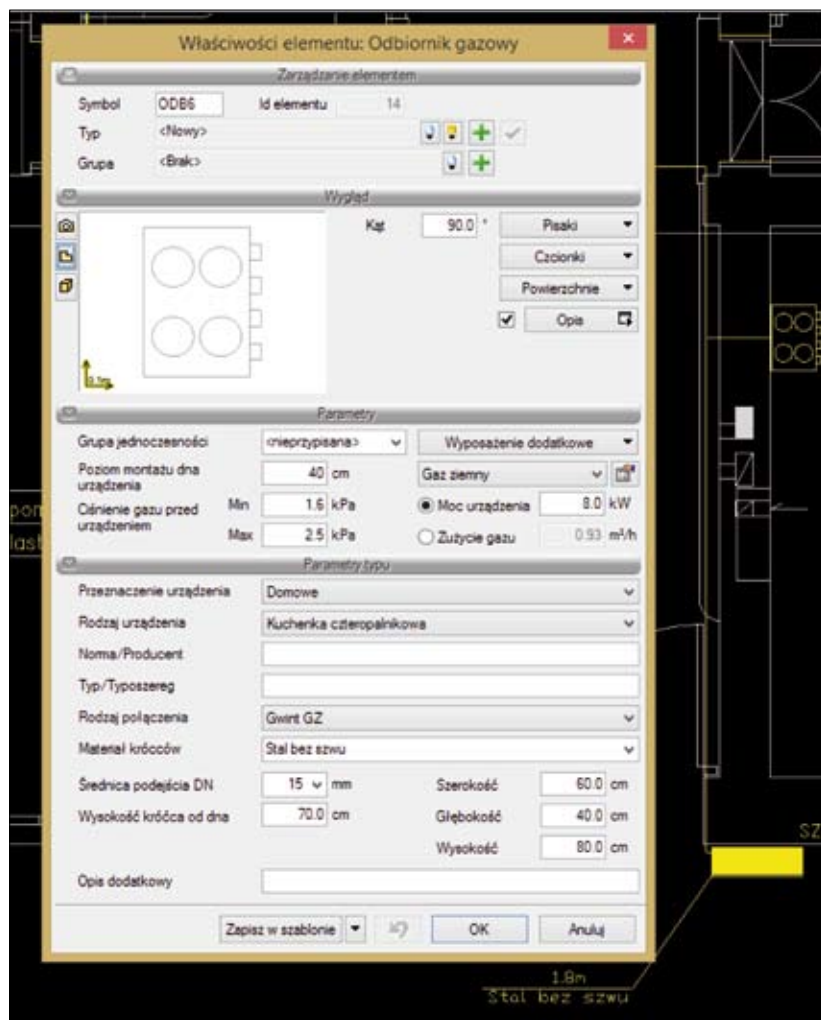 Właściwości elementu: Odbiornik gazowy
Zarządzanie elementem
Symbol ODB6 Id elementu 14
Typ <Nowy>
Grupa <Brak>
Wygląd
Kąt 90.0 ° Pisaki
Czcionki
Powierzchnie
Opis
0.1m
Parametry
Grupa jednoczesności <nieprzypisana> Wyposażenie dodatkowe
Poziom montażu dna urządzenia 40 cm Gaz ziemny
Ciśnienie gazu przed urządzeniem Min 1.6 kPa Moc urządzenia 8.0 kW
Max 2.5 kPa Zużycie gazu 0.93 m³/h
Parametry typu
Przeznaczenie urządzenia Domowe
Rodzaj urządzenia Kuchenka czteropalnikowa
Norma/Producent
Typ/Typoszereg
Rodzaj połączenia Gwint GZ
Materiał króćców Stal bez szwu
Średnica podejścia DN 15 mm Szerokość 60.0 cm
Wysokość króćca od dna 70.0 cm Głębokość 40.0 cm
Wysokość 80.0 cm
Opis dodatkowy
Zapisz w szablonie OK Anuluj
pon
last
SZ
1.8m
Stal bez szwu